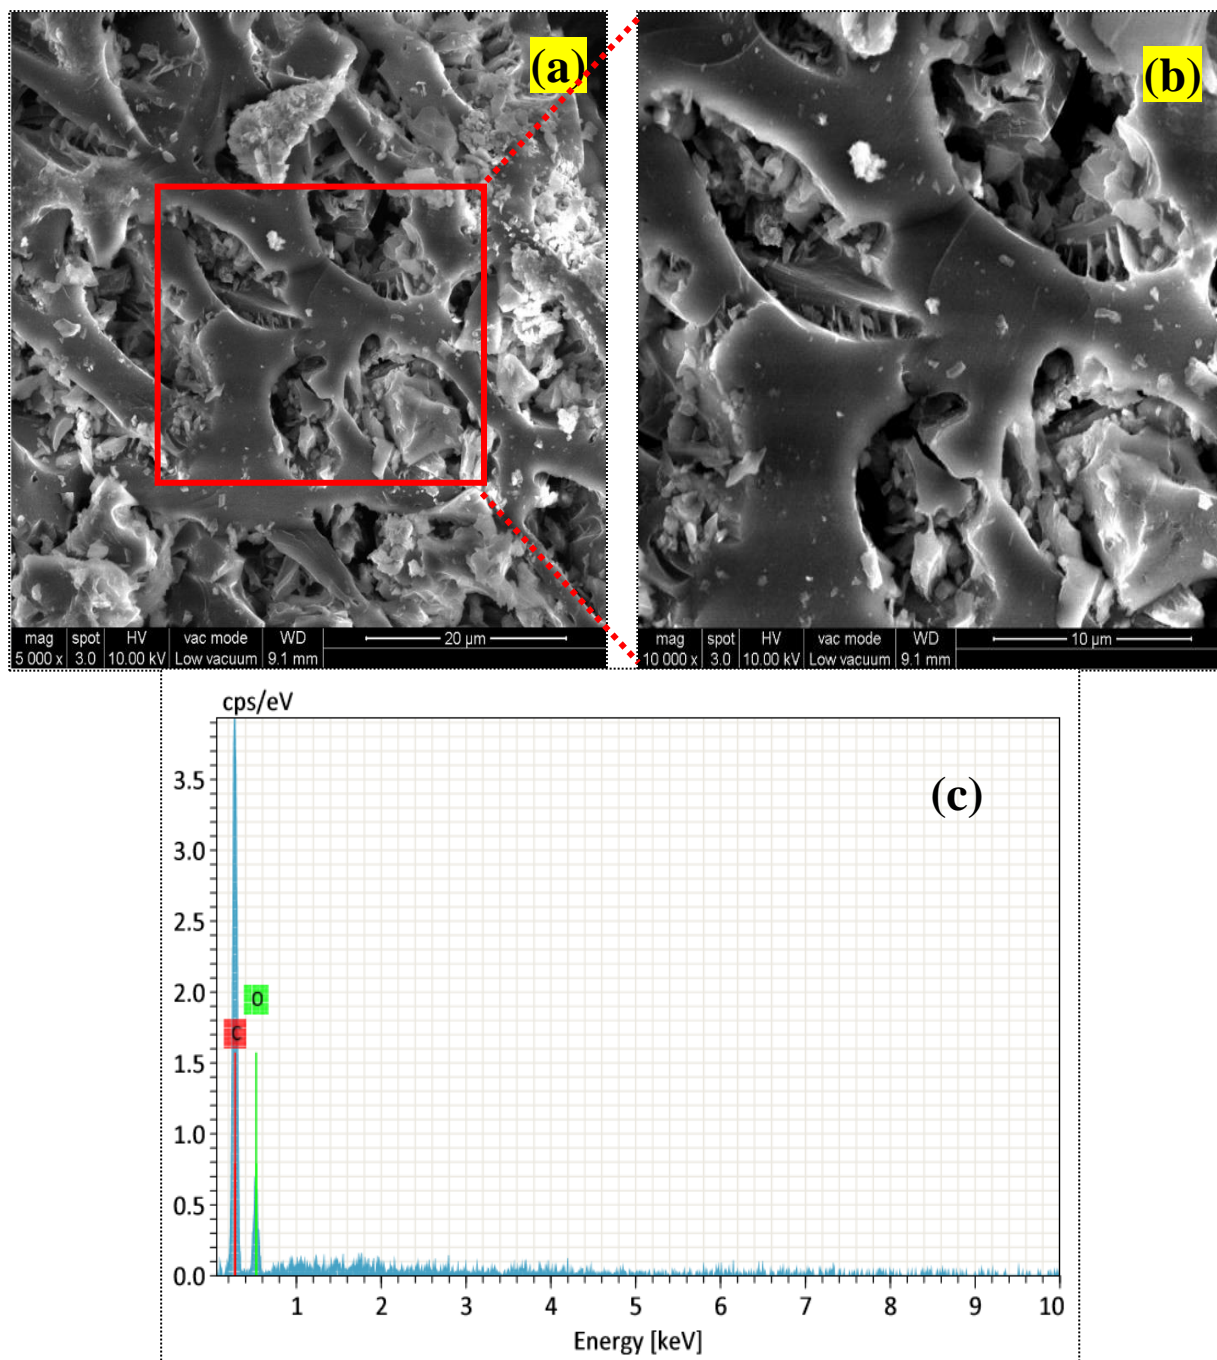 (a)
(b)
mag spot HV vac mode WD 20 µm
5 000 x 3.0 10.00 kV Low vacuum 9.1 mm
mag spot HV vac mode WD 10 µm
10 000 x 3.0 10.00 kV Low vacuum 9.1 mm
cps/eV
(c)
3.5
3.0
2.5
2.0
O
C
1.5
1.0
0.5
0.0
1 2 3 4 5 6 7 8 9 10
Energy [keV]